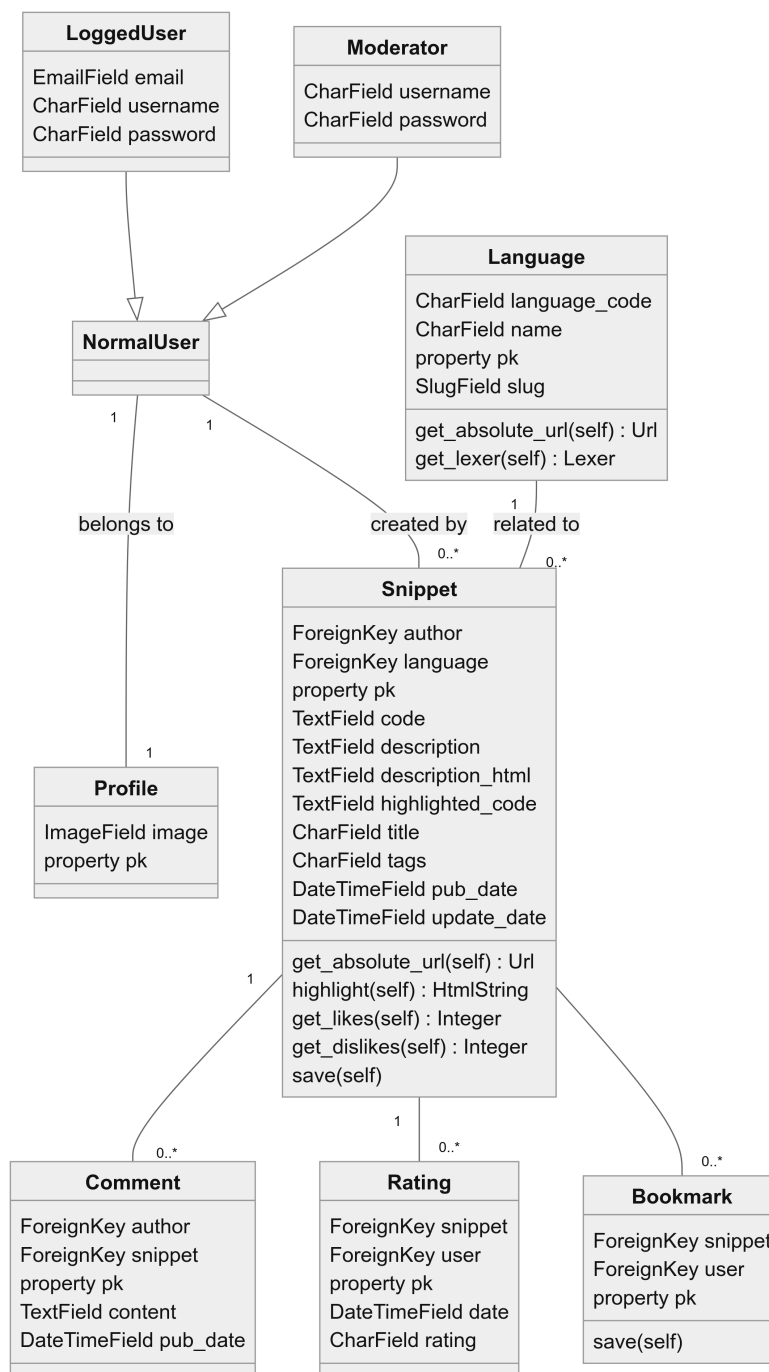 LoggedUser
EmailField email
CharField username
CharField password
Moderator
CharField username
CharField password
Language
CharField language_code
CharField name
property pk
SlugField slug
get_absolute_url(self) : Url
get_lexer(self) : Lexer
NormalUser
1
1
belongs to
created by
1
related to
0..*
0..*
Snippet
ForeignKey author
ForeignKey language
property pk
TextField code
TextField description
TextField description_html
TextField highlighted_code
CharField title
CharField tags
DateTimeField pub_date
DateTimeField update_date
get_absolute_url(self) : Url
highlight(self) : HtmlString
get_likes(self) : Integer
get_dislikes(self) : Integer
save(self)
1
Profile
ImageField image
property pk
1
1
0..*
0..*
0..*
Comment
ForeignKey author
ForeignKey snippet
property pk
TextField content
DateTimeField pub_date
Rating
ForeignKey snippet
ForeignKey user
property pk
DateTimeField date
CharField rating
Bookmark
ForeignKey snippet
ForeignKey user
property pk
save(self)